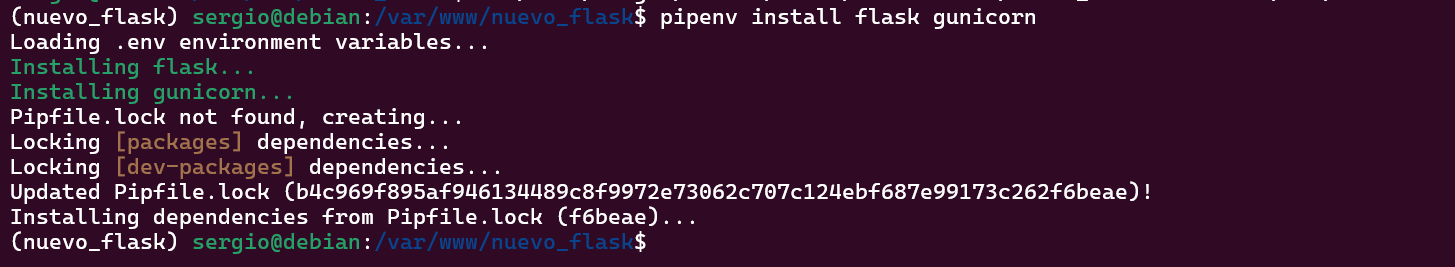 (nuevo_flask) sergio@debian:/var/www/nuevo_flask$ pipenv install flask gunicorn
Loading .env environment variables...
Installing flask...
Installing gunicorn...
Pipfile.lock not found, creating...
Locking [packages] dependencies...
Locking [dev-packages] dependencies...
Updated Pipfile.lock (b4c969f895af946134489c8f9972e73062c707c124ebf687e99173c262f6beae)!
Installing dependencies from Pipfile.lock (f6beae)...
(nuevo_flask) sergio@debian:/var/www/nuevo_flask$